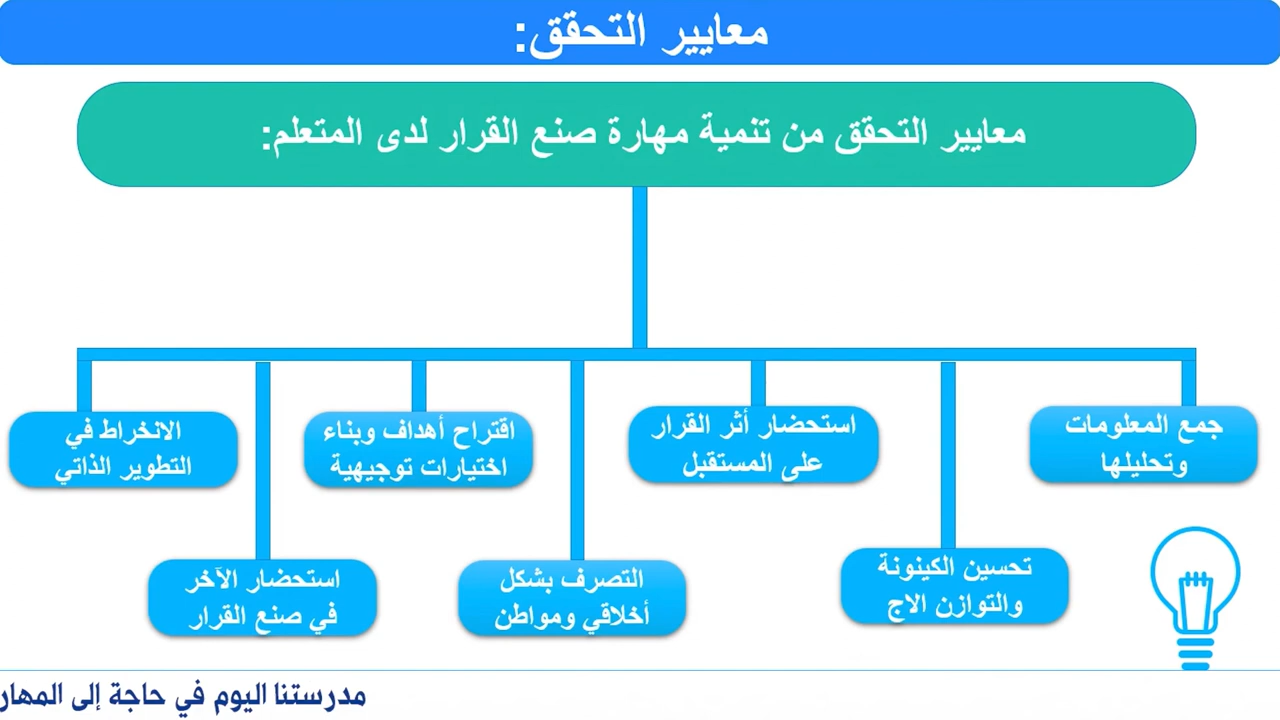 معايير التحقق:
معايير التحقق من تنمية مهارة صنع القرار لدى المتعلم:
جمع المعلومات
وتحليلها
تحسين الكينونة
والتوازن الاج
استحضار أثر القرار
على المستقبل
التصرف بشكل
أخلاقي ومواطن
اقتراح أهداف وبناء
اختيارات توجيهية
استحضار الآخر
في صنع القرار
الانخراط في
التطوير الذاتي
مدرستنا اليوم في حاجة إلى المهار